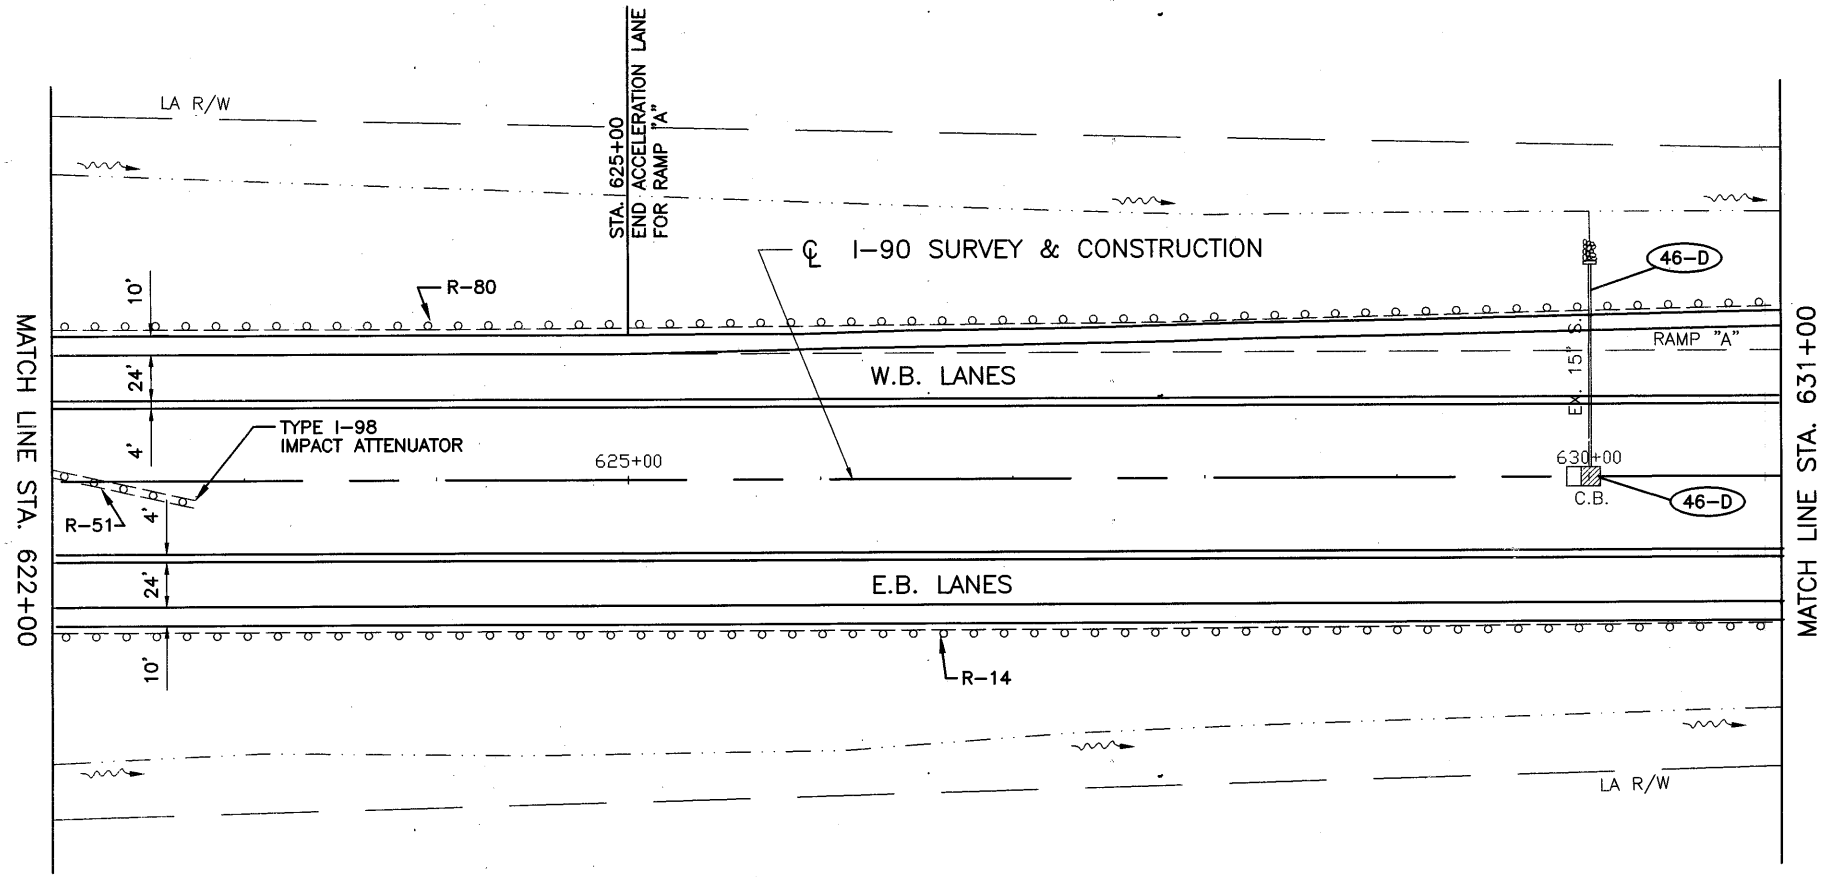 LA R/W
STA. 625+00
END ACCELERATION LANE
FOR RAMP "A"
℄ I-90 SURVEY & CONSTRUCTION
46-D
10'
R-80
MATCH LINE STA. 622+00
MATCH LINE STA. 631+00
RAMP "A"
24'
W.B. LANES
EX. 15" S.
4'
TYPE I-98
IMPACT ATTENUATOR
625+00
630+00
R-51
4'
C.B.
46-D
24'
E.B. LANES
10'
R-14
LA R/W